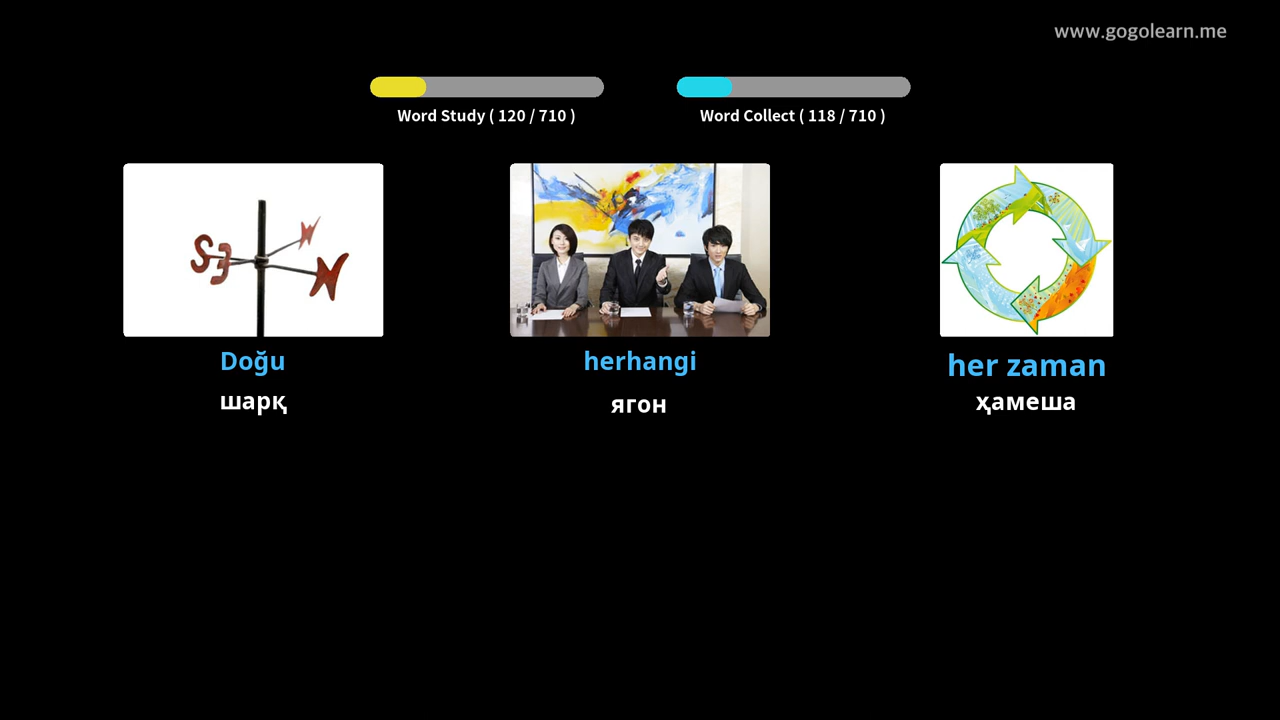 www.gogolearn.me
Word Study ( 120 / 710 )
Word Collect ( 118 / 710 )
S E N
Doğu
herhangi
her zaman
шарқ
ягон
ҳамеша